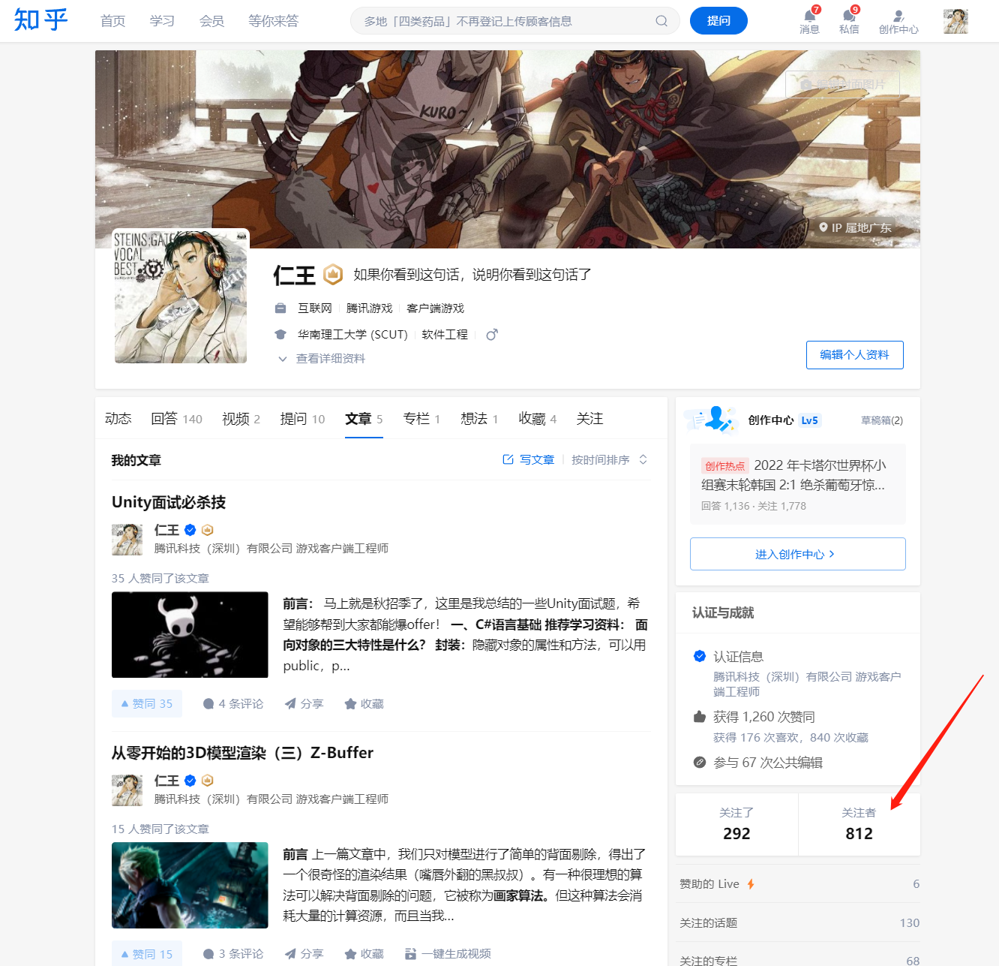 知乎 首页 学习 会员 等你来答 多地「四类药品」不再登记上传顾客信息 提问 7 消息 9 私信 创作中心
编辑封面图片
KURO~
IP 属地广东
STEINS;GATE
VOCAL
BEST
仁王 如果你看到这句话，说明你看到这句话了
互联网 腾讯游戏 客户端游戏
华南理工大学 (SCUT) 软件工程
查看详细资料
编辑个人资料
动态 回答 140 视频 2 提问 10 文章 5 专栏 1 想法 1 收藏 4 关注
我的文章 写文章 按时间排序
Unity面试必杀技
仁王
腾讯科技（深圳）有限公司 游戏客户端工程师
35 人赞同了该文章
前言： 马上就是秋招季了，这里是我总结的一些Unity面试题，希
望能够帮到大家都能爆offer！ 一、C#语言基础 推荐学习资料： 面
向对象的三大特性是什么？ 封装：隐藏对象的属性和方法，可以用
public，p...
赞同 35 4 条评论 分享 收藏
从零开始的3D模型渲染（三）Z-Buffer
仁王
腾讯科技（深圳）有限公司 游戏客户端工程师
15 人赞同了该文章
前言 上一篇文章中，我们只对模型进行了简单的背面剔除，得出了
一个很奇怪的渲染结果（嘴唇外翻的黑叔叔）。有一种很理想的算
法可以解决背面剔除的问题，它被称为画家算法。但这种算法会消
耗大量的计算资源，而且当我...
赞同 15 3 条评论 分享 收藏 一键生成视频
创作中心 Lv5 草稿箱(2)
创作热点 2022 年卡塔尔世界杯小
组赛末轮韩国 2:1 绝杀葡萄牙惊...
回答 1,136 · 关注 1,778
进入创作中心
认证与成就
认证信息
腾讯科技（深圳）有限公司 游戏客户
端工程师
获得 1,260 次赞同
获得 176 次喜欢，840 次收藏
参与 67 次公共编辑
关注了 关注者
292 812
赞助的 Live 6
关注的话题 130
关注的专栏 68